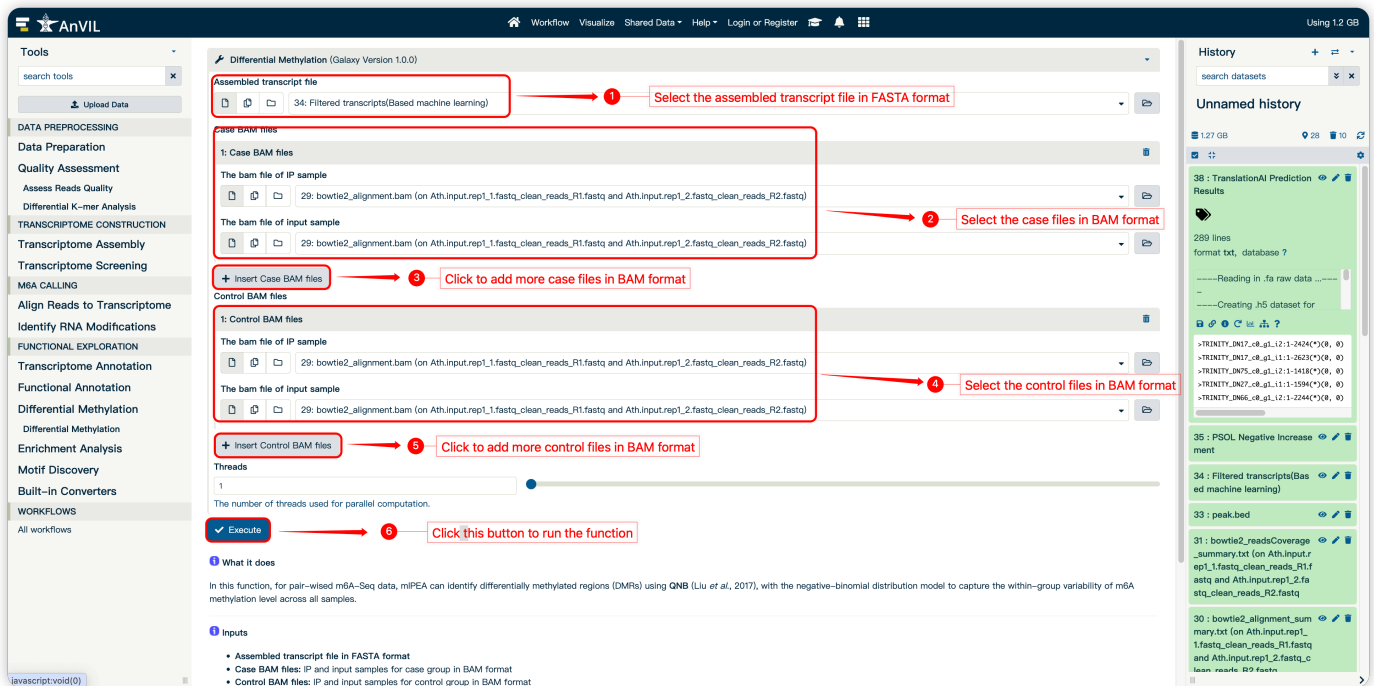 AnVIL
Workflow Visualize Shared Data Help Login or Register
Using 1.2 GB
Tools
search tools
Upload Data
DATA PREPROCESSING
Data Preparation
Quality Assessment
Assess Reads Quality
Differential K-mer Analysis
TRANSCRIPTOME CONSTRUCTION
Transcriptome Assembly
Transcriptome Screening
M6A CALLING
Align Reads to Transcriptome
Identify RNA Modifications
FUNCTIONAL EXPLORATION
Transcriptome Annotation
Functional Annotation
Differential Methylation
Differential Methylation
Enrichment Analysis
Motif Discovery
Built-in Converters
WORKFLOWS
All workflows
javascript:void(0)
Differential Methylation (Galaxy Version 1.0.0)
Assembled transcript file
34: Filtered transcripts(Based machine learning)
1 Select the assembled transcript file in FASTA format
Case BAM files
1: Case BAM files
The bam file of IP sample
29: bowtie2_alignment.bam (on Ath.input.rep1_1.fastq_clean_reads_R1.fastq and Ath.input.rep1_2.fastq_clean_reads_R2.fastq)
The bam file of input sample
2 Select the case files in BAM format
29: bowtie2_alignment.bam (on Ath.input.rep1_1.fastq_clean_reads_R1.fastq and Ath.input.rep1_2.fastq_clean_reads_R2.fastq)
+ Insert Case BAM files
3 Click to add more case files in BAM format
Control BAM files
1: Control BAM files
The bam file of IP sample
29: bowtie2_alignment.bam (on Ath.input.rep1_1.fastq_clean_reads_R1.fastq and Ath.input.rep1_2.fastq_clean_reads_R2.fastq)
The bam file of input sample
4 Select the control files in BAM format
29: bowtie2_alignment.bam (on Ath.input.rep1_1.fastq_clean_reads_R1.fastq and Ath.input.rep1_2.fastq_clean_reads_R2.fastq)
+ Insert Control BAM files
5 Click to add more control files in BAM format
Threads
1
The number of threads used for parallel computation.
Execute
6 Click this button to run the function
What it does
In this function, for pair-wised m6A-Seq data, mIPEA can identify differentially methylated regions (DMRs) using QNB (Liu et al., 2017), with the negative-binomial distribution model to capture the within-group variability of m6A
methylation level across all samples.
Inputs
• Assembled transcript file in FASTA format
• Case BAM files: IP and input samples for case group in BAM format
• Control BAM files: IP and input samples for control group in BAM format
History
search datasets
Unnamed history
1.27 GB 28 10
38 : TranslationAI Prediction
Results
289 lines
format txt, database ?
----Reading in .fa raw data ...---
-
----Creating .h5 dataset for
>TRINITY_DN17_c0_g1_i2:1-2424(*)(0, 0)
>TRINITY_DN17_c0_g1_i1:1-2623(*)(0, 0)
>TRINITY_DN75_c0_g1_i2:1-1418(*)(0, 0)
>TRINITY_DN27_c0_g1_i1:1-1594(*)(0, 0)
>TRINITY_DN66_c0_g1_i2:1-2244(*)(0, 0)
35 : PSOL Negative Increase
ment
34 : Filtered transcripts(Bas
ed machine learning)
33 : peak.bed
31 : bowtie2_readsCoverage
_summary.txt (on Ath.input.r
ep1_1.fastq_clean_reads_R1.f
astq and Ath.input.rep1_2.fa
stq_clean_reads_R2.fastq
30 : bowtie2_alignment_sum
mary.txt (on Ath.input.rep1_
1.fastq_clean_reads_R1.fastq
and Ath.input.rep1_2.fastq_c
lean_reads_R2.fastq